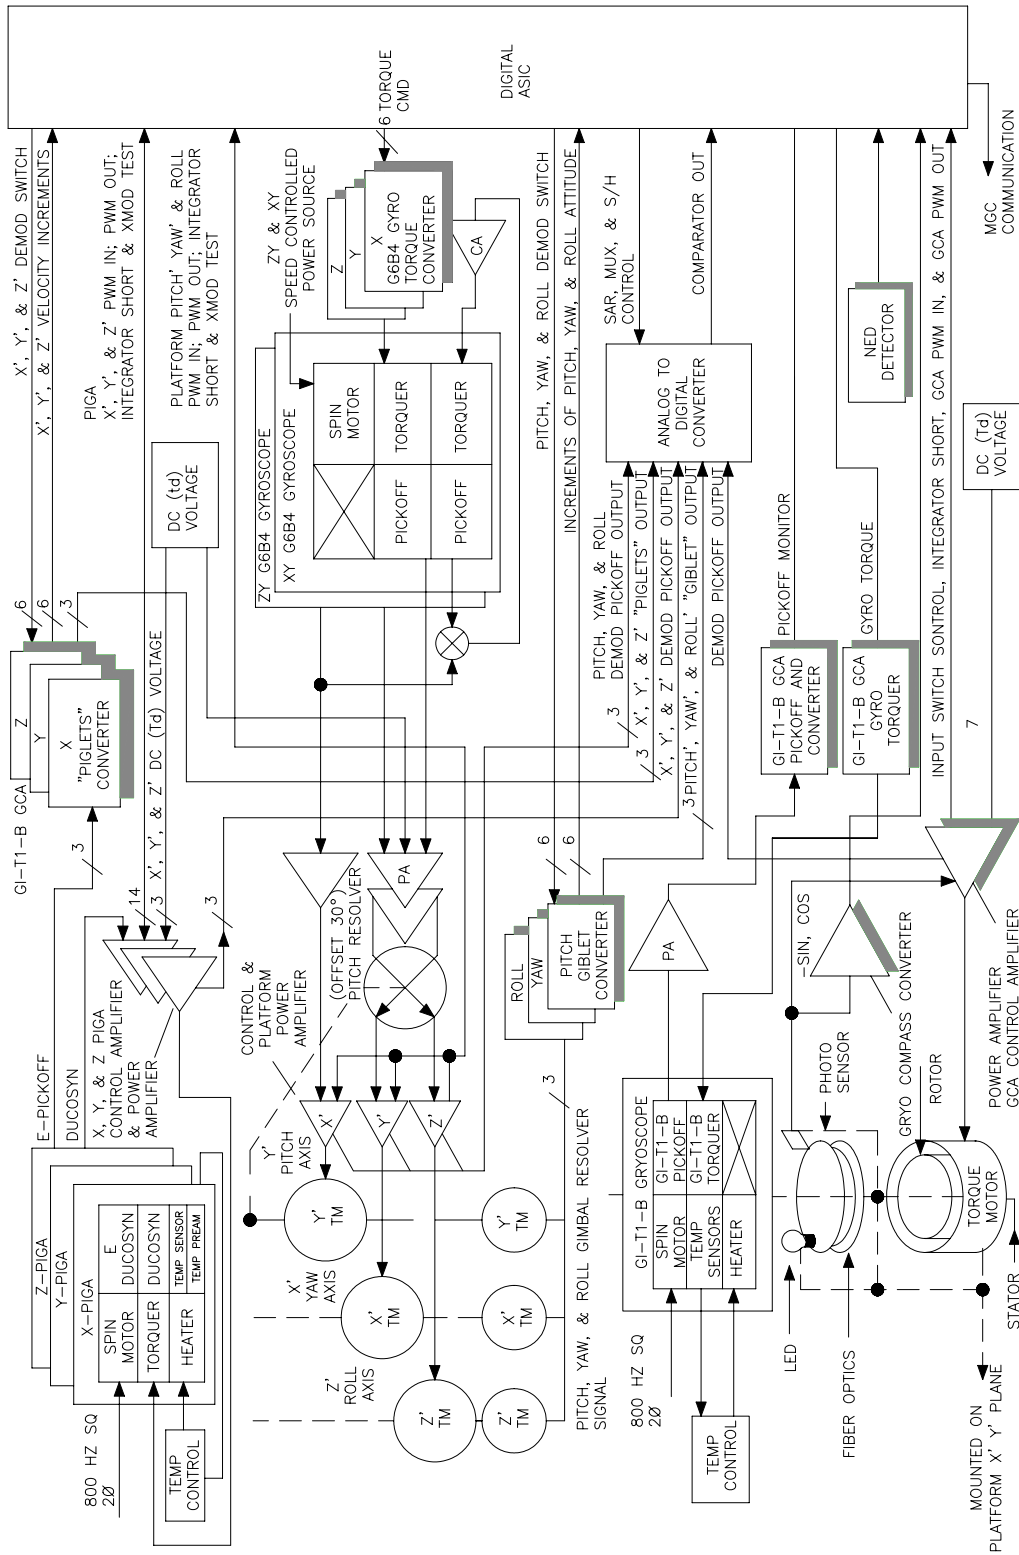 DIGITAL
ASIC
X', Y', & Z' DEMOD SWITCH
X', Y', & Z' VELOCITY INCREMENTS
PIGA
X', Y', & Z' PWM IN; PWM OUT;
INTEGRATOR SHORT & XMOD TEST
PLATFORM PITCH' YAW' & ROLL
PWM IN; PWM OUT; INTEGRATOR
SHORT & XMOD TEST
6
6
3
GI-T1-B GCA
Z
Y
X
"PIGLETS"
CONVERTER
3
DC (td)
VOLTAGE
X', Y', & Z' DC (Td) VOLTAGE
14
3
3
E-PICKOFF
DUCOSYN
X, Y, & Z PIGA
CONTROL AMPLIFIER
& POWER
AMPLIFIER
Z-PIGA
Y-PIGA
X-PIGA
SPIN
MOTOR
E
DUCOSYN
TORQUER
DUCOSYN
HEATER
TEMP SENSOR
TEMP PREAM
800 HZ SQ
2Ø
TEMP
CONTROL
6 TORQUE
CMD
ZY & XY
SPEED CONTROLLED
POWER SOURCE
Z
Y
X
G6B4 GYRO
TORQUE
CONVERTER
CA
ZY G6B4 GYROSCOPE
XY G6B4 GYROSCOPE
SPIN
MOTOR
PICKOFF
TORQUER
PICKOFF
TORQUER
PA
(OFFSET 30°)
PITCH RESOLVER
CONTROL &
PLATFORM
POWER
AMPLIFIER
X'
Y'
Z'
Y'
PITCH
AXIS
X'
YAW
AXIS
Z'
ROLL
AXIS
Y'
TM
X'
TM
Z'
TM
Y'
TM
X'
TM
Z'
TM
PITCH, YAW, & ROLL DEMOD SWITCH
INCREMENTS OF PITCH, YAW, & ROLL ATTITUDE
SAR, MUX, & S/H
CONTROL
COMPARATOR OUT
ANALOG TO
DIGITAL
CONVERTER
PITCH, YAW, & ROLL
DEMOD PICKOFF OUTPUT
3
X', Y', & Z' "PIGLETS" OUTPUT
3
X', Y', & Z' DEMOD PICKOFF OUTPUT
PITCH', YAW', & ROLL' "GIBLET" OUTPUT
3
DEMOD PICKOFF OUTPUT
6
6
ROLL
YAW
PITCH
GIBLET
CONVERTER
3
PITCH, YAW, & ROLL GIMBAL RESOLVER
SIGNAL
PICKOFF MONITOR
GYRO TORQUE
NED
DETECTOR
GI-T1-B GCA
PICKOFF AND
CONVERTER
GI-T1-B GCA
GYRO
TORQUER
PA
GI-T1-B GRYOSCOPE
SPIN
MOTOR
GI-T1-B
PICKOFF
TEMP
SENSORS
GI-T1-B
TORQUER
HEATER
800 HZ SQ
2Ø
TEMP
CONTROL
INPUT SWITCH SONTROL, INTEGRATOR SHORT, GCA PWM IN, & GCA PWM OUT
7
DC (Td)
VOLTAGE
MGC
COMMUNICATION
-SIN, COS
GRYO COMPASS CONVERTER
POWER AMPLIFIER
GCA CONTROL AMPLIFIER
PHOTO
SENSOR
ROTOR
TORQUE
MOTOR
LED
FIBER OPTICS
STATOR
MOUNTED ON
PLATFORM X' Y' PLANE